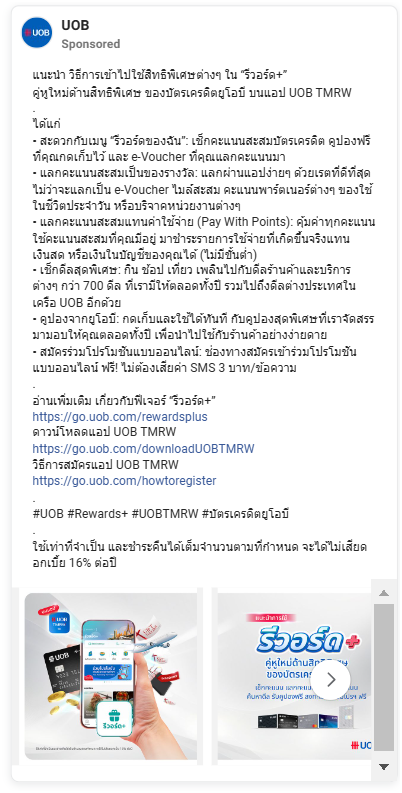 UOB
Sponsored
แนะนำ วิธีการเข้าไปใช้สิทธิพิเศษต่างๆ ใน “รีวอร์ด+”
คู่หูใหม่ด้านสิทธิพิเศษ ของบัตรเครดิตยูโอบี บนแอป UOB TMRW
.
ได้แก่
- สะดวกกับเมนู “รีวอร์ดของฉัน”: เช็กคะแนนสะสมบัตรเครดิต คูปองฟรี
ที่คุณกดเก็บไว้ และ e-Voucher ที่คุณแลกคะแนนมา
- แลกคะแนนสะสมเป็นของรางวัล: แลกผ่านแอปง่ายๆ ด้วยเรตที่ดีที่สุด
ไม่ว่าจะแลกเป็น e-Voucher ไมล์สะสม คะแนนพาร์ตเนอร์ต่างๆ ของใช้
ในชีวิตประจำวัน หรือบริจาคหน่วยงานต่างๆ
- แลกคะแนนสะสมแทนค่าใช้จ่าย (Pay With Points): คุ้มค่าทุกคะแนน
ใช้คะแนนสะสมที่คุณมีอยู่ มาชำระรายการใช้จ่ายที่เกิดขึ้นจริงแทน
เงินสด หรือเงินในบัญชีของคุณได้ (ไม่มีขั้นต่ำ)
- เช็กดีลสุดพิเศษ: กิน ช้อป เที่ยว เพลินไปกับดีลร้านค้าและบริการ
ต่างๆ กว่า 700 ดีล ที่เรามีให้ตลอดทั้งปี รวมไปถึงดีลต่างประเทศใน
เครือ UOB อีกด้วย
- คูปองจากยูโอบี: กดเก็บและใช้ได้ทันที กับคูปองสุดพิเศษที่เราจัดสรร
มามอบให้คุณตลอดทั้งปี เพื่อนำไปใช้กับร้านค้าอย่างง่ายดาย
- สมัครร่วมโปรโมชันแบบออนไลน์: ช่องทางสมัครเข้าร่วมโปรโมชัน
แบบออนไลน์ ฟรี! ไม่ต้องเสียค่า SMS 3 บาท/ข้อความ
.
อ่านเพิ่มเติม เกี่ยวกับฟีเจอร์ “รีวอร์ด+”
https://go.uob.com/rewardsplus
ดาวน์โหลดแอป UOB TMRW
https://go.uob.com/downloadUOBTMRW
วิธีการสมัครแอป UOB TMRW
https://go.uob.com/howtoregister
.
#UOB #Rewards+ #UOBTMRW #บัตรเครดิตยูโอบี
.
ใช้เท่าที่จำเป็น และชำระคืนได้เต็มจำนวนตามที่กำหนด จะได้ไม่เสียด
อกเบี้ย 16% ต่อปี
UOB
TMRW
รีวอร์ด+
แนะนำการใช้
รีวอร์ด+
คู่หูใหม่ด้านสิทธิพิเศษ
ของบัตรเครดิต